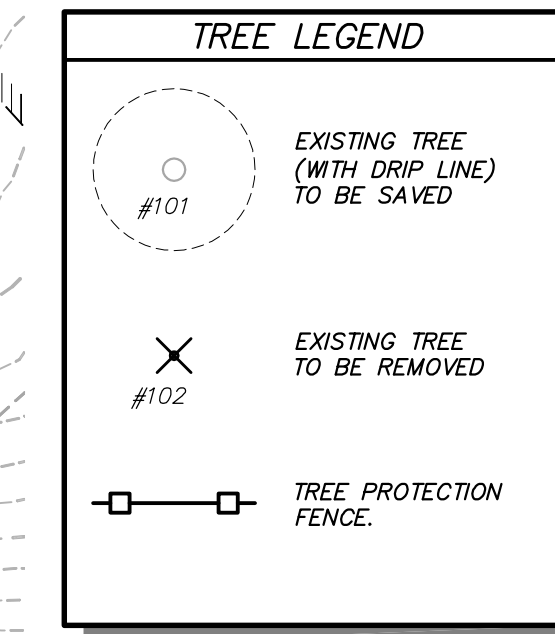 TREE LEGEND
EXISTING TREE
(WITH DRIP LINE)
TO BE SAVED
#101
EXISTING TREE
TO BE REMOVED
#102
TREE PROTECTION
FENCE.